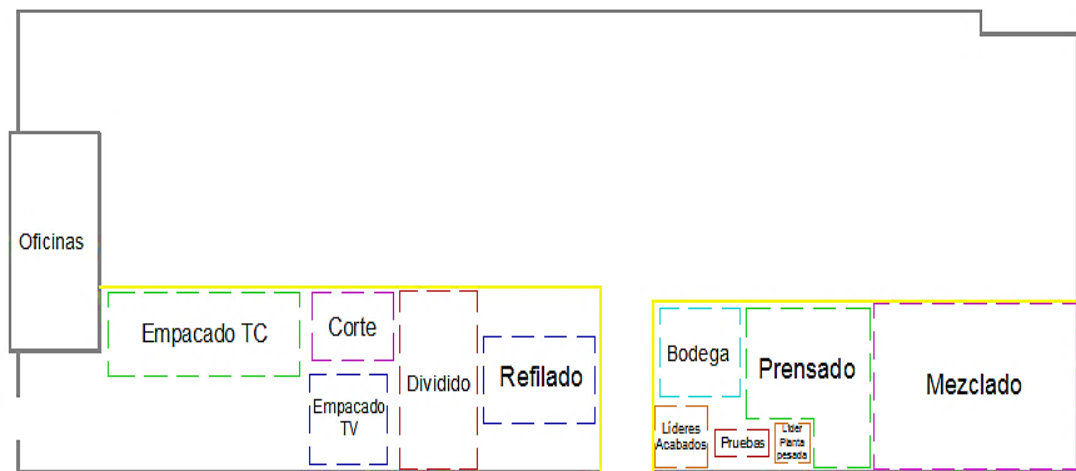 Oficinas
Empacado TC
Corte
Empacado
TV
Dividido
Refilado
Bodega
Prensado
Mezclado
Líderes
Acabados
Pruebas
Líder
Planta
pesada